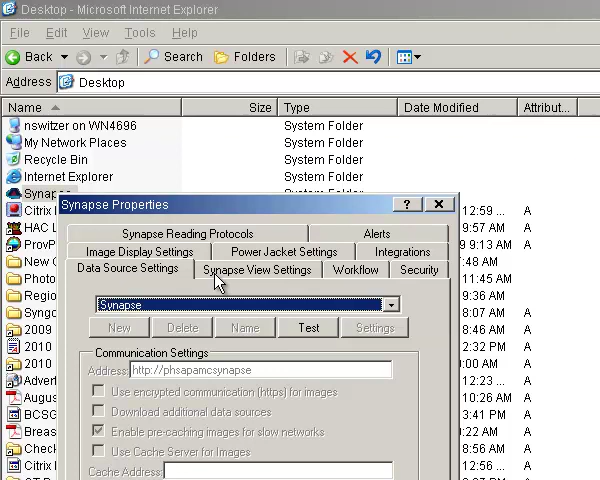 Desktop - Microsoft Internet Explorer
File Edit View Tools Help
Back Search Folders
Address Desktop
Name Size Type Date Modified Attribut...
nswitzer on WN4696 System Folder
My Network Places System Folder
Recycle Bin System Folder
Internet Explorer System Folder
Synapse System Folder
Synapse Properties ?
Citrix 12:59 ... A
HAC L 9:57 AM A
ProvP 9 9:13 AM A
New :48 AM
Photo 11:45 AM
Region 9:36 AM
Syngo 8:07 AM A
2009 8:46 AM A
2010 2:32 PM A
2010 :00 AM A
Advert 12:23 ... A
Augus 10:26 AM A
BCSG 3:41 PM A
Breas :22 AM A
Check 8:56 AM A
Citrix 12:56 ... A
Synapse Reading Protocols Alerts
Image Display Settings Power Jacket Settings Integrations
Data Source Settings Synapse View Settings Workflow Security
Synapse
New Delete Name Test Settings
Communication Settings
Address: http://phsapamcsynapse
Use encrypted communication (https) for images
Download additional data sources
Enable pre-caching images for slow networks
Use Cache Server for Images
Cache Address: